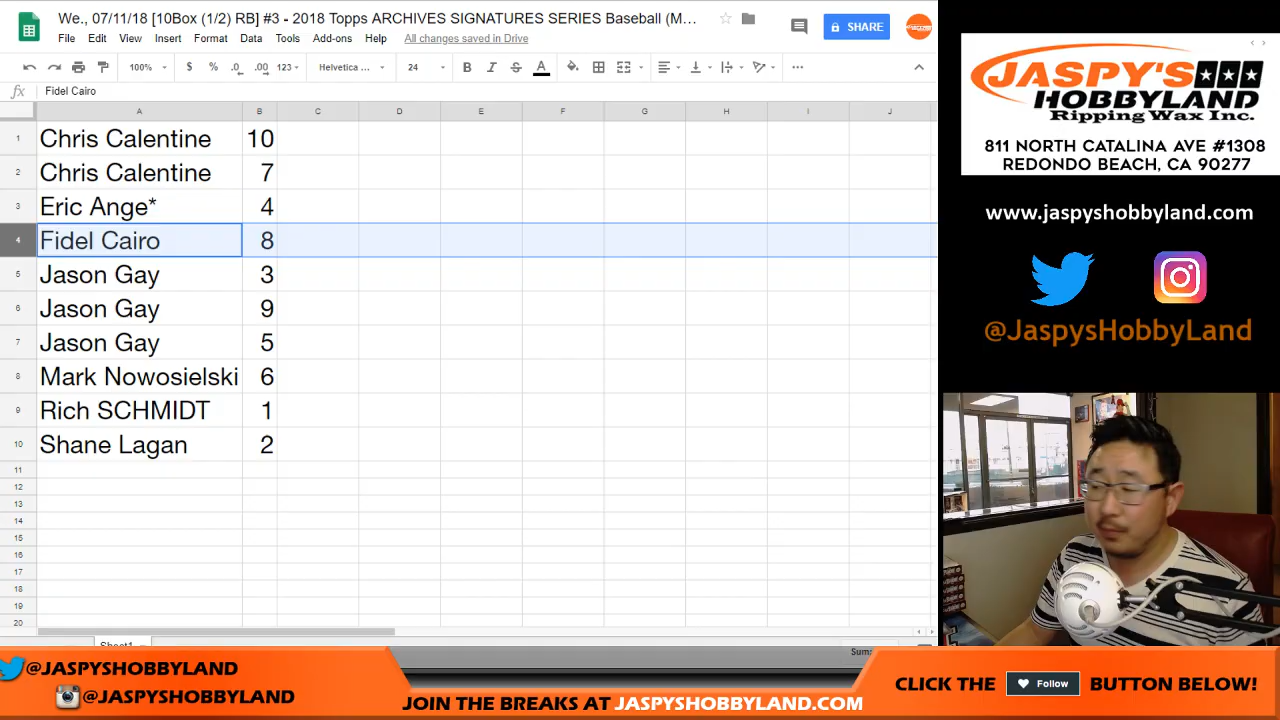 We., 07/11/18 [10Box (1/2) RB] #3 - 2018 Topps ARCHIVES SIGNATURES SERIES Baseball (M...
File Edit View Insert Format Data Tools Add-ons Help All changes saved in Drive
SHARE
100% $ % .0 .00 123 Helvetica ... 24 B I S A
fx Fidel Cairo
A B C D E F G H I J
1 Chris Calentine 10
2 Chris Calentine 7
3 Eric Ange* 4
4 Fidel Cairo 8
5 Jason Gay 3
6 Jason Gay 9
7 Jason Gay 5
8 Mark Nowosielski 6
9 Rich SCHMIDT 1
10 Shane Lagan 2
11
12
13
14
15
16
17
18
19
20
Sheet1
Sum:
JASPY'S
HOBBYLAND
Ripping Wax Inc.
811 NORTH CATALINA AVE #1308
REDONDO BEACH, CA 90277
www.jaspyshobbyland.com
@JaspysHobbyLand
@JASPYSHOBBYLAND
@JASPYSHOBBYLAND
JOIN THE BREAKS AT JASPYSHOBBYLAND.COM
CLICK THE Follow BUTTON BELOW!